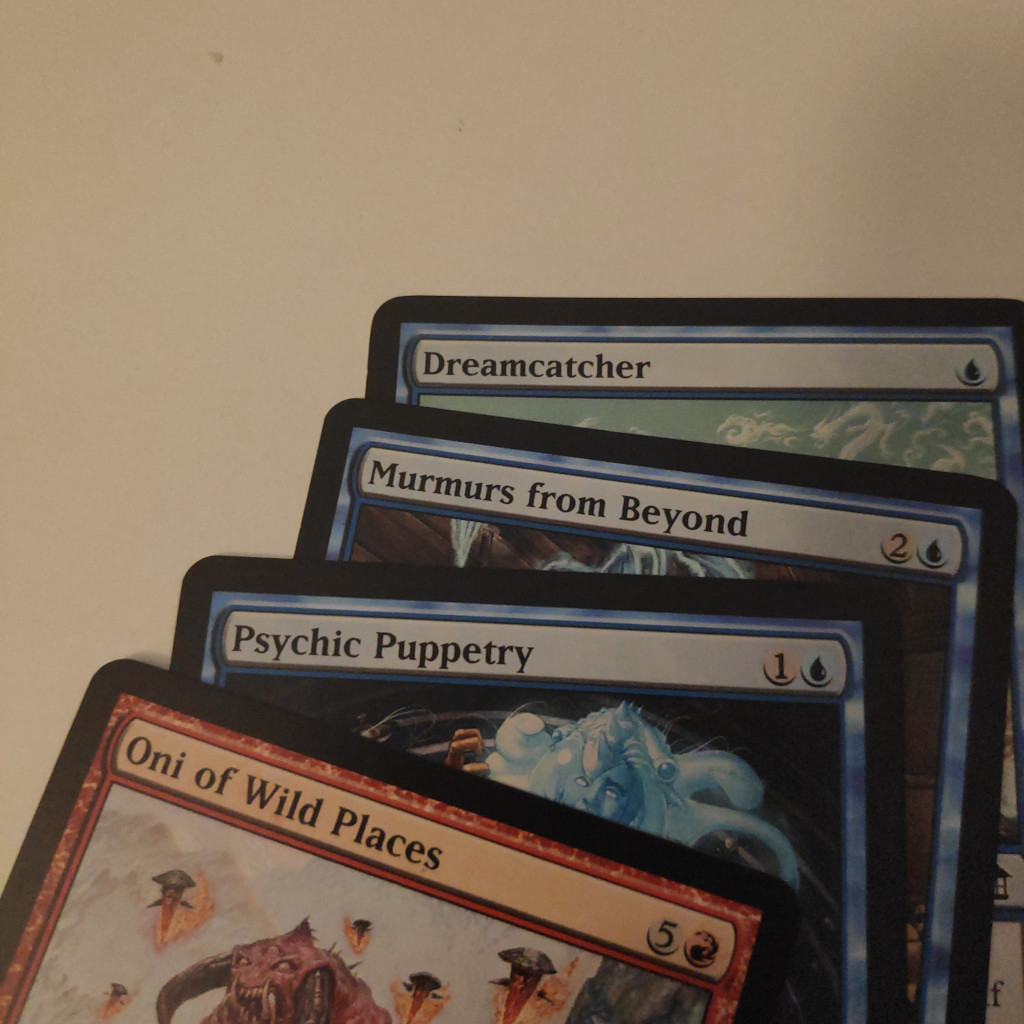 Dreamcatcher
Murmurs from Beyond 2
Psychic Puppetry 1
Oni of Wild Places 5